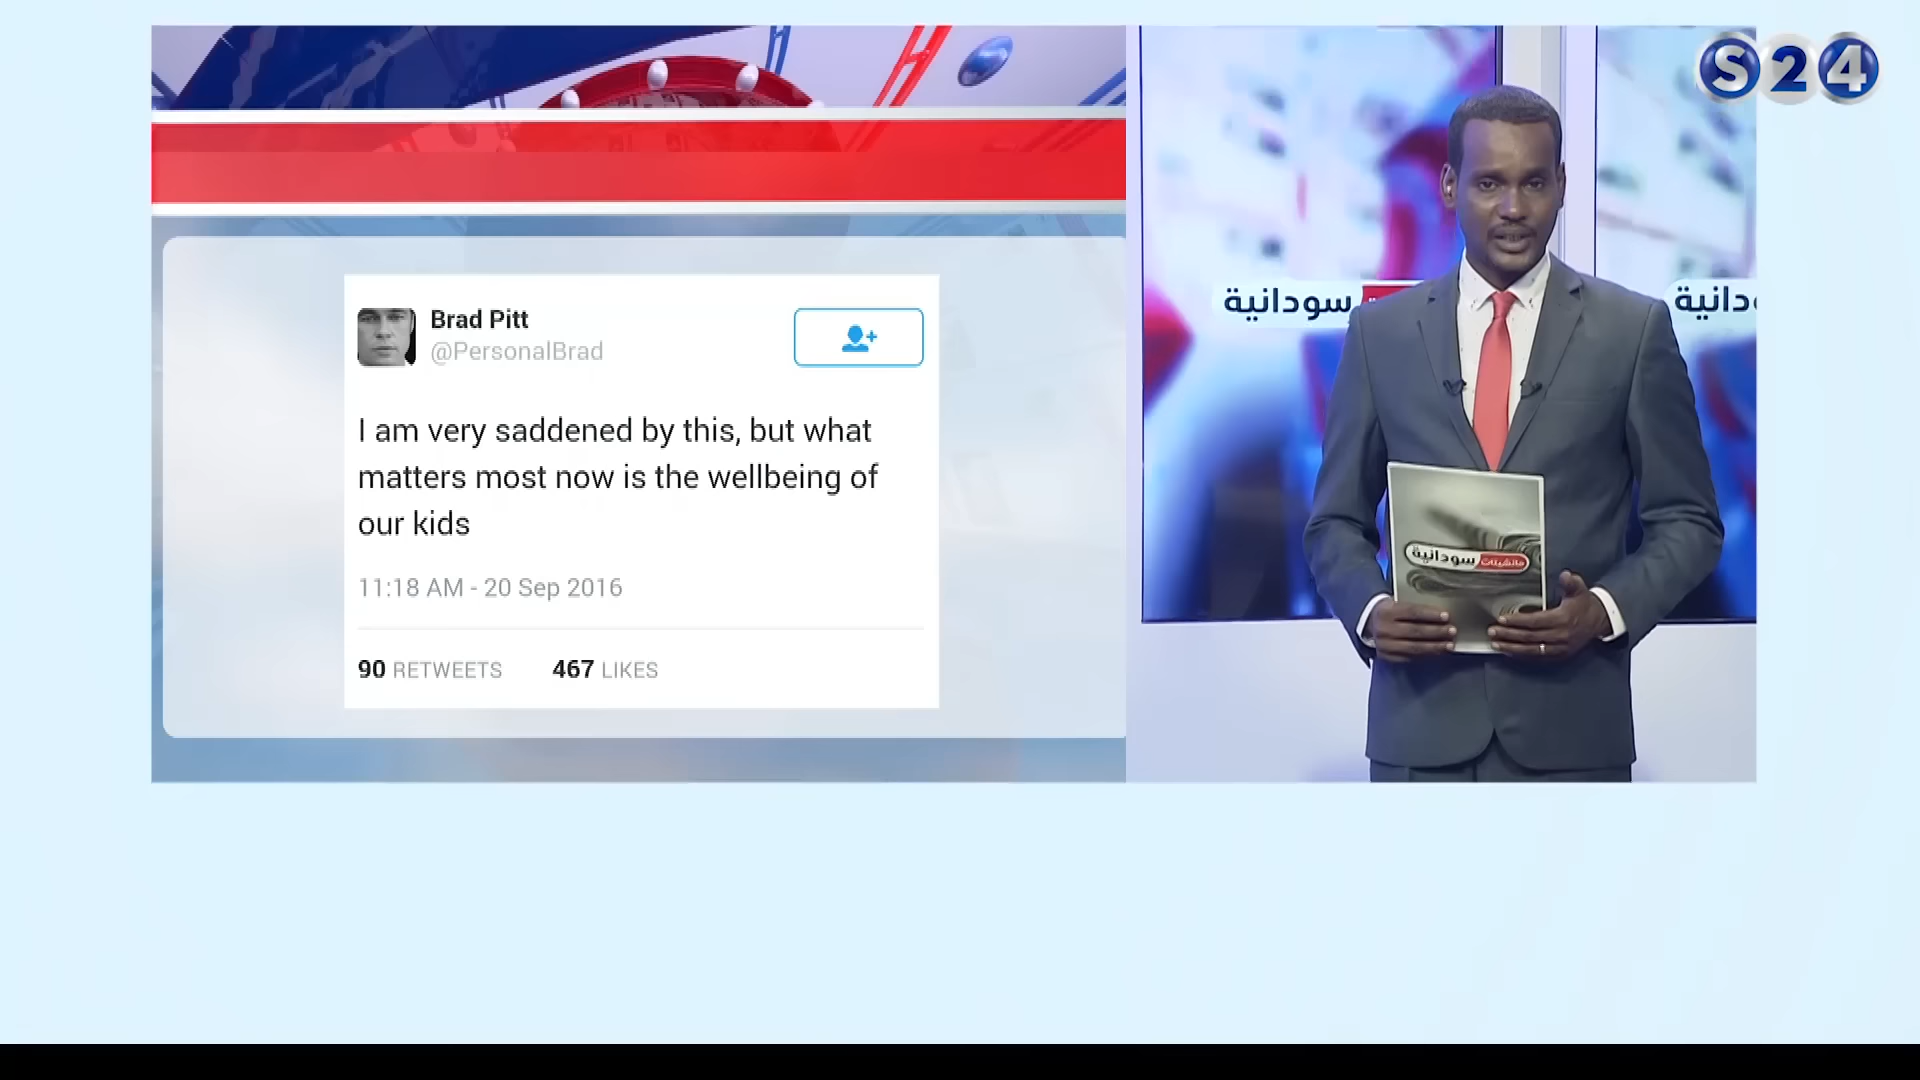 S24
Brad Pitt
@PersonalBrad
I am very saddened by this, but what
matters most now is the wellbeing of
our kids
11:18 AM - 20 Sep 2016
90 RETWEETS 467 LIKES
سودانية
مانشيتات سودانية